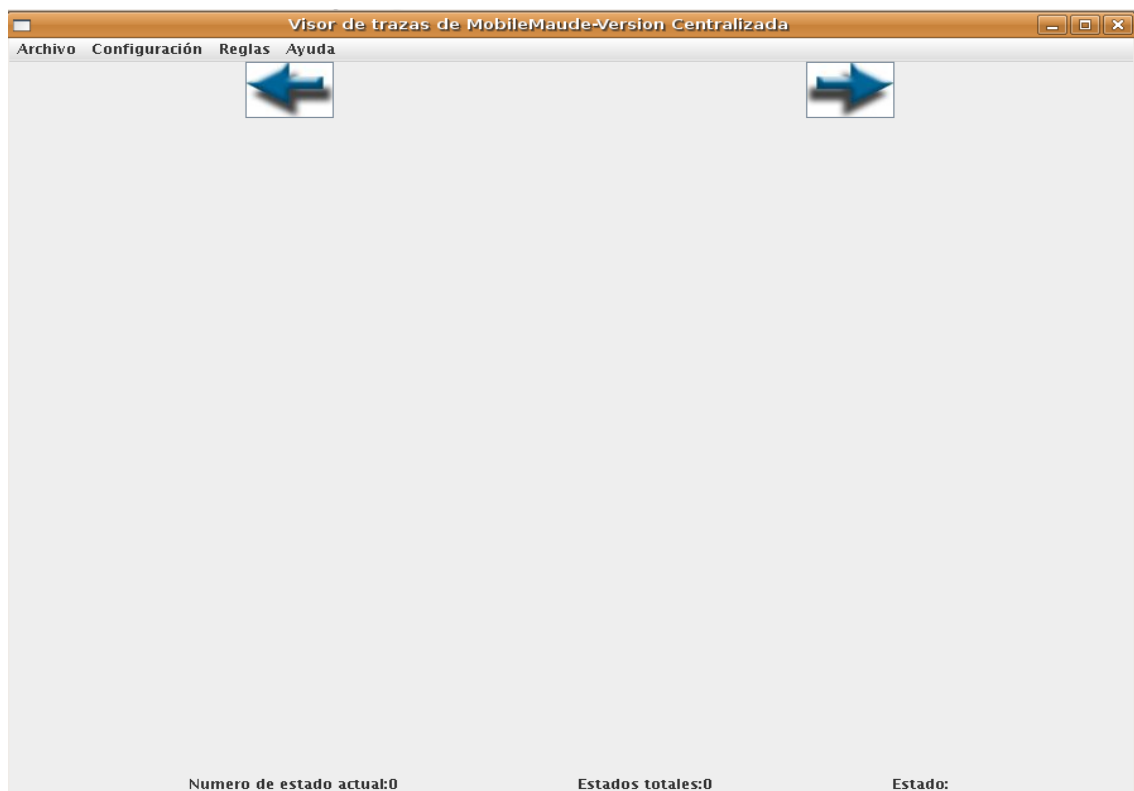 Visor de trazas de MobileMaude-Version Centralizada
Archivo Configuración Reglas Ayuda
Numero de estado actual:0 Estados totales:0 Estado: